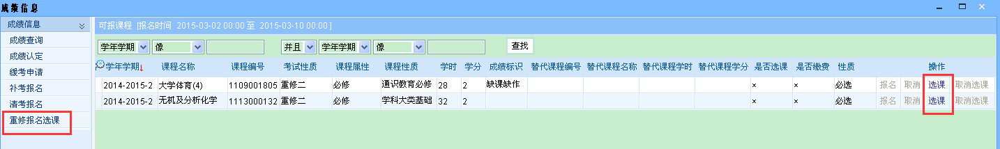 成绩信息
成绩信息
成绩查询
成绩认定
缓考申请
补考报名
清考报名
重修报名选课
可报课程 [报名时间 2015-03-02 00:00 至 2015-03-10 00:00 ]
学年学期 像 并且 学年学期 像 查找
学年学期↓ 课程名称 课程编号 考试性质 课程属性 课程性质 学时 学分 成绩标识 替代课程编号 替代课程名称 替代课程学时 替代课程学分 是否选课 是否缴费 性质 操作
2014-2015-2 大学体育(4) 1109001805 重修二 必修 通识教育必修 28 2 缺课缺作 × × 必选 报名 取消 选课 取消选课
2014-2015-2 无机及分析化学 1113000132 重修二 必修 学科大类基础 32 2 × × 必选 报名 取消 选课 取消选课